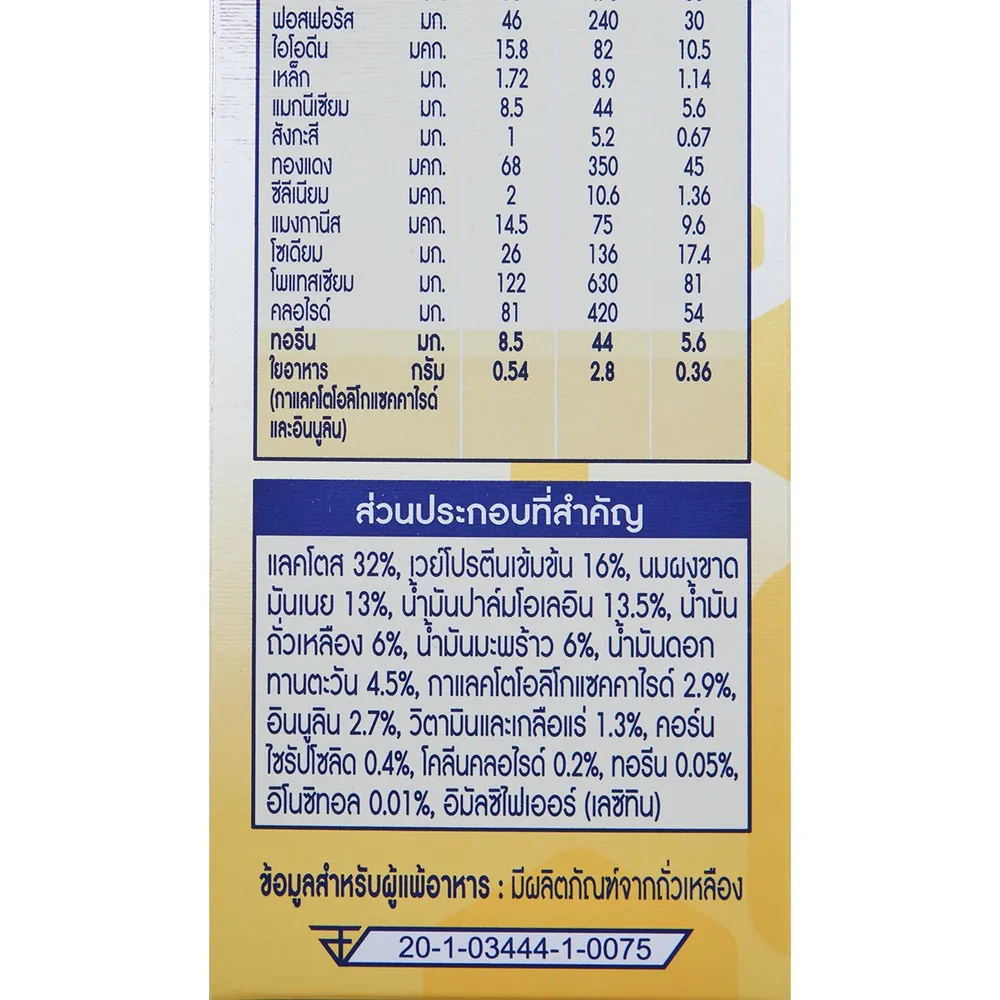 ฟอสฟอรัส มก. 46 240 30
ไอโอดีน มคก. 15.8 82 10.5
เหล็ก มก. 1.72 8.9 1.14
แมกนีเซียม มก. 8.5 44 5.6
สังกะสี มก. 1 5.2 0.67
ทองแดง มคก. 68 350 45
ซีลีเนียม มคก. 2 10.6 1.36
แมงกานีส มคก. 14.5 75 9.6
โซเดียม มก. 26 136 17.4
โพแทสเซียม มก. 122 630 81
คลอไรด์ มก. 81 420 54
ทอรีน มก. 8.5 44 5.6
ใยอาหาร กรัม 0.54 2.8 0.36
(กาแลคโตโอลิโกแซคคาไรด์
และอินนูลิน)
ส่วนประกอบที่สำคัญ
แลคโตส 32%, เวย์โปรตีนเข้มข้น 16%, นมผงขาด
มันเนย 13%, น้ำมันปาล์มโอเลอิน 13.5%, น้ำมัน
ถั่วเหลือง 6%, น้ำมันมะพร้าว 6%, น้ำมันดอก
ทานตะวัน 4.5%, กาแลคโตโอลิโกแซคคาไรด์ 2.9%,
อินนูลิน 2.7%, วิตามินและเกลือแร่ 1.3%, คอร์น
ไซรัปโซลิด 0.4%, โคลีนคลอไรด์ 0.2%, ทอรีน 0.05%,
อิโนซิทอล 0.01%, อิมัลซิไฟเออร์ (เลซิทิน)
ข้อมูลสำหรับผู้แพ้อาหาร : มีผลิตภัณฑ์จากถั่วเหลือง
20-1-03444-1-0075